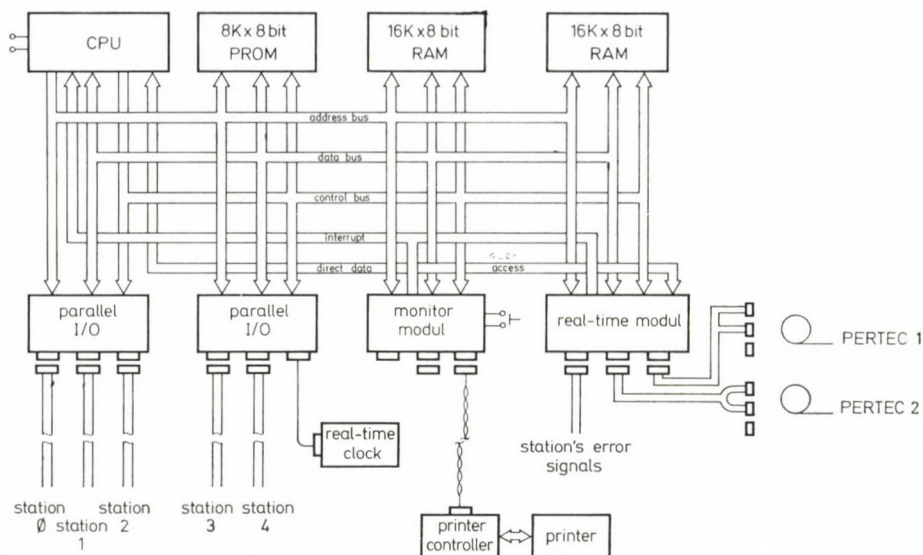 CPU
8K x 8 bit
PROM
16K x 8 bit
RAM
16K x 8 bit
RAM
address bus
data bus
control bus
interrupt
direct data access
parallel
I/O
parallel
I/O
monitor
modul
real-time modul
PERTEC 1
PERTEC 2
real-time
clock
station's error
signals
station
Ø
station
1
station
2
station
3
station
4
printer
controller
printer